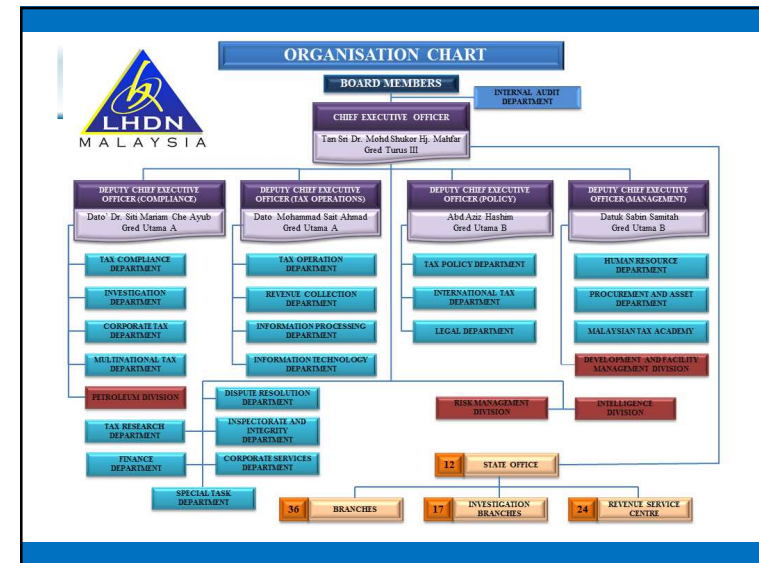 ORGANISATION CHART
LHDN
MALAYSIA
BOARD MEMBERS
INTERNAL AUDIT
DEPARTMENT
CHIEF EXECUTIVE OFFICER
Tan Sri Dr. Mohd Shukor Hj. Mahfar
Gred Turus III
DEPUTY CHIEF EXECUTIVE
OFFICER (COMPLIANCE)
Dato' Dr. Siti Mariam Che Ayub
Gred Utama A
DEPUTY CHIEF EXECUTIVE
OFFICER (TAX OPERATIONS)
Dato Mohammad Sait Ahmad
Gred Utama A
DEPUTY CHIEF EXECUTIVE
OFFICER (POLICY)
Abd Aziz Hashim
Gred Utama B
DEPUTY CHIEF EXECUTIVE
OFFICER (MANAGEMENT)
Datuk Sabin Samitah
Gred Utama B
TAX COMPLIANCE
DEPARTMENT
INVESTIGATION
DEPARTMENT
CORPORATE TAX
DEPARTMENT
MULTINATIONAL TAX
DEPARTMENT
PETROLEUM DIVISION
TAX OPERATION
DEPARTMENT
REVENUE COLLECTION
DEPARTMENT
INFORMATION PROCESSING
DEPARTMENT
INFORMATION TECHNOLOGY
DEPARTMENT
TAX POLICY DEPARTMENT
INTERNATIONAL TAX
DEPARTMENT
LEGAL DEPARTMENT
HUMAN RESOURCE
DEPARTMENT
PROCUREMENT AND ASSET
DEPARTMENT
MALAYSIAN TAX ACADEMY
DEVELOPMENT AND FACILITY
MANAGEMENT DIVISION
DISPUTE RESOLUTION
DEPARTMENT
TAX RESEARCH
DEPARTMENT
INSPECTORATE AND
INTEGRITY
DEPARTMENT
FINANCE
DEPARTMENT
CORPORATE SERVICES
DEPARTMENT
SPECIAL TASK
DEPARTMENT
RISK MANAGEMENT
DIVISION
INTELLIGENCE
DIVISION
12 STATE OFFICE
36 BRANCHES
17 INVESTIGATION
BRANCHES
24 REVENUE SERVICE
CENTRE